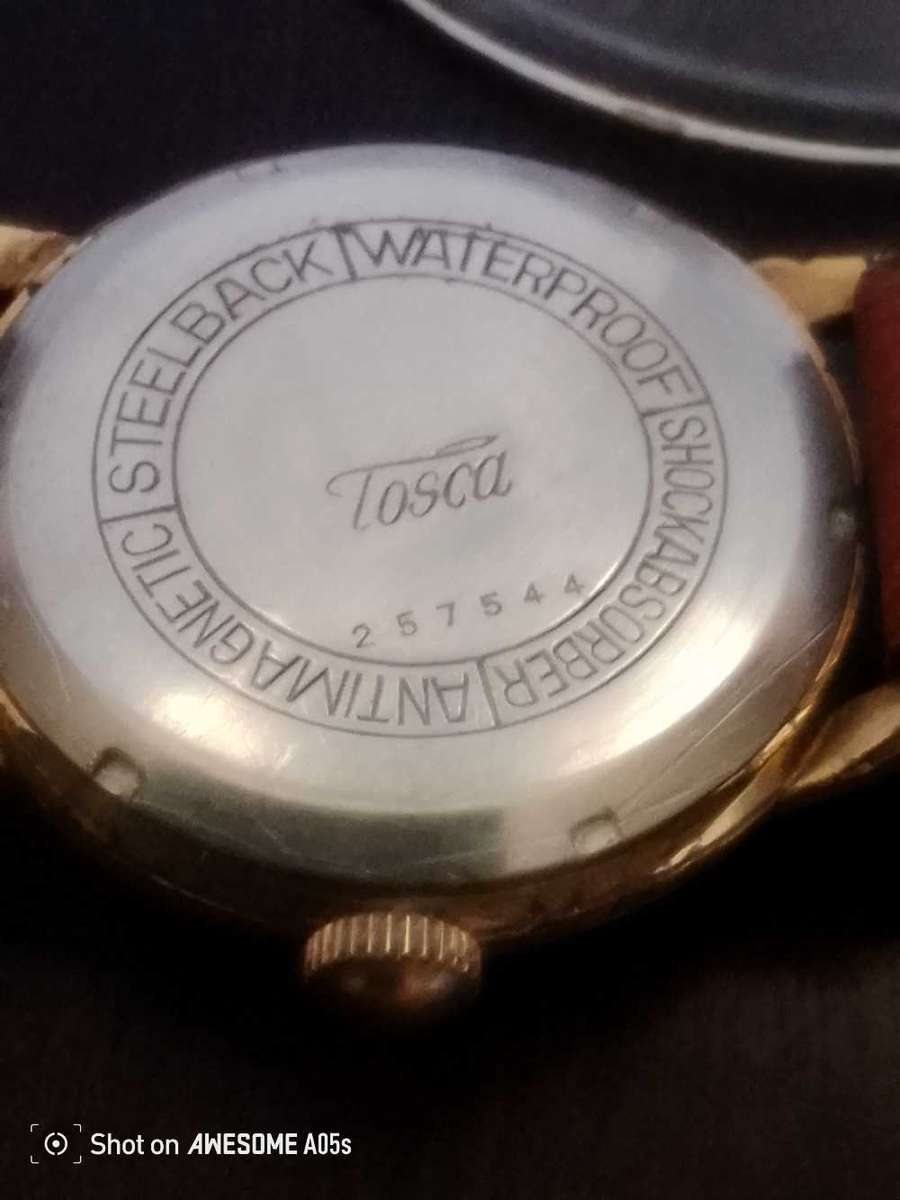 STEELBACK | WATERPROOF | SHOCKABSORBER | ANTIMAGNETIC
Tosca
257544
Shot on AWESOME A05s